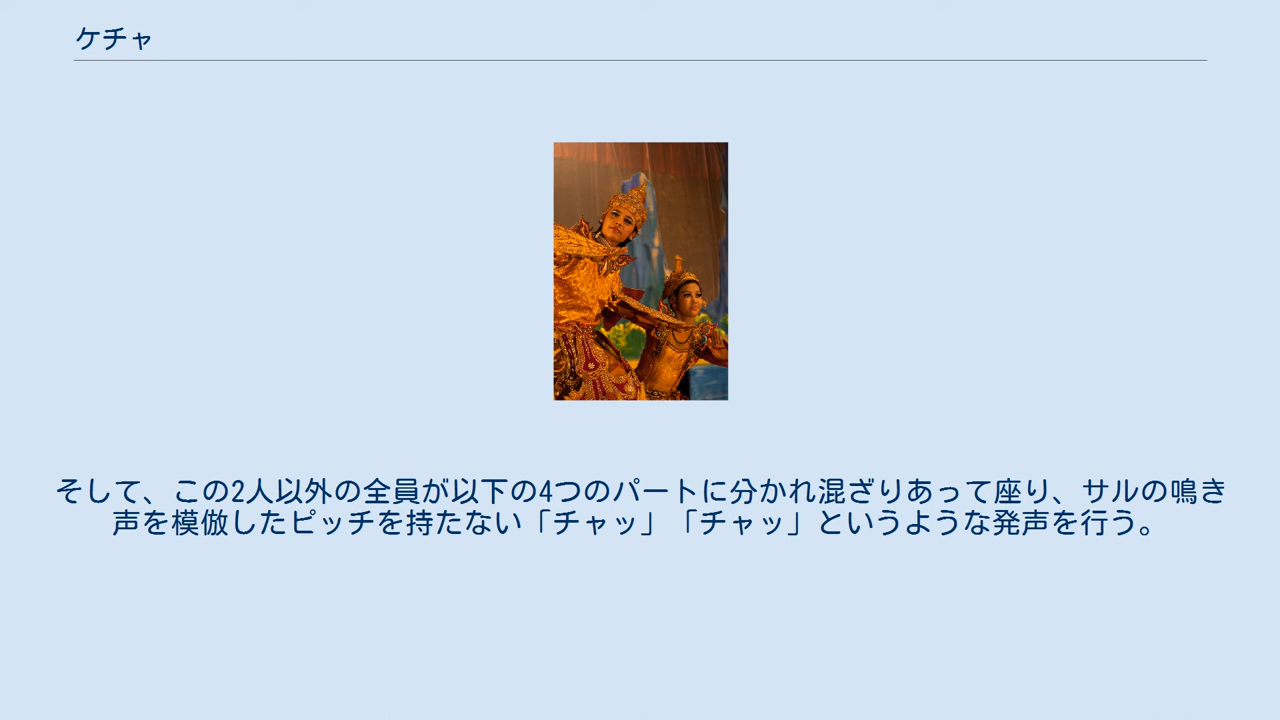 ケチャ
そして、この2人以外の全員が以下の4つのパートに分かれ混ざりあって座り、サルの鳴き
声を模倣したピッチを持たない「チャッ」「チャッ」というような発声を行う。